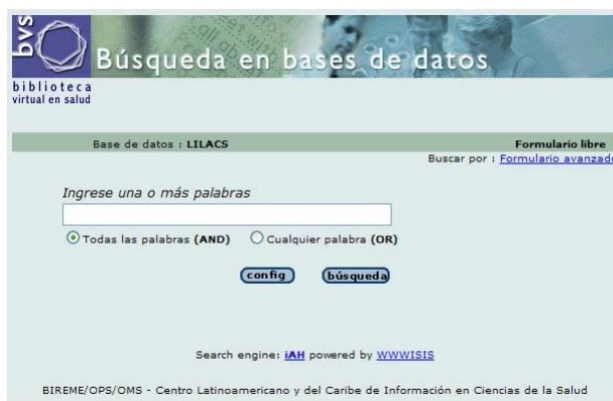 bvs
Búsqueda en bases de datos
biblioteca
virtual en salud
Base de datos : LILACS Formulario libre
Buscar por : Formulario avanzado
Ingrese una o más palabras
Todas las palabras (AND) Cualquier palabra (OR)
config búsqueda
Search engine: iAH powered by WWWISIS
BIREME/OPS/OMS - Centro Latinoamericano y del Caribe de Información en Ciencias de la Salud